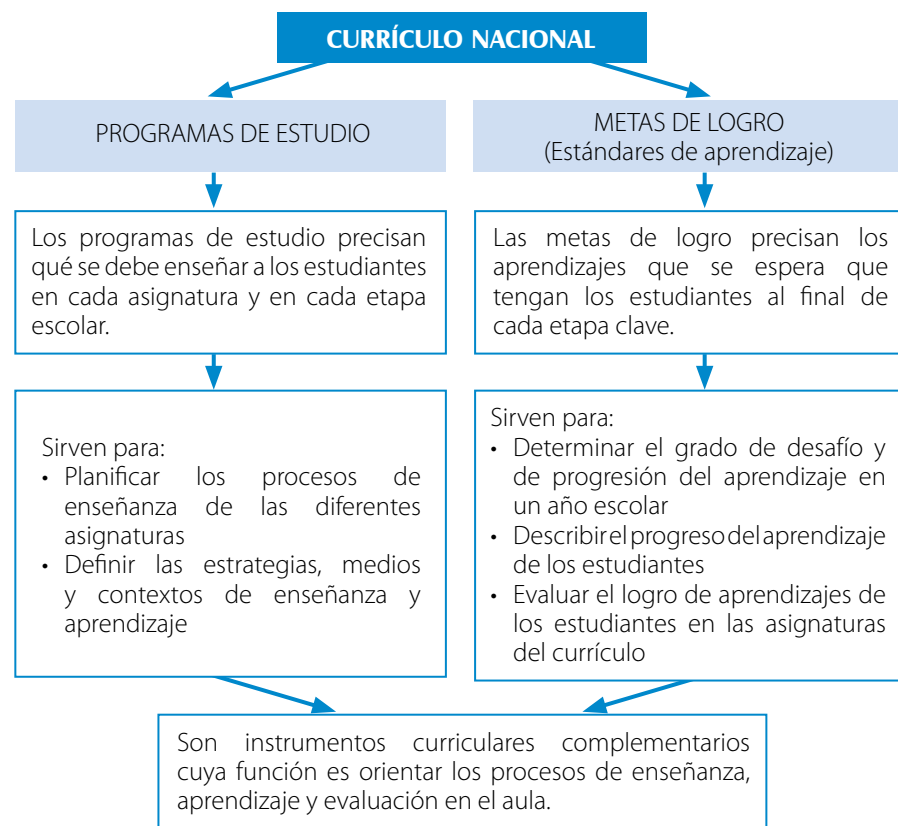 CURRÍCULO NACIONAL
PROGRAMAS DE ESTUDIO
Los programas de estudio precisan
qué se debe enseñar a los estudiantes
en cada asignatura y en cada etapa
escolar.
Sirven para:
• Planificar los procesos de
enseñanza de las diferentes
asignaturas
• Definir las estrategias, medios
y contextos de enseñanza y
aprendizaje
METAS DE LOGRO
(Estándares de aprendizaje)
Las metas de logro precisan los
aprendizajes que se espera que
tengan los estudiantes al final de
cada etapa clave.
Sirven para:
• Determinar el grado de desafío y
de progresión del aprendizaje en
un año escolar
• Describir el progreso del aprendizaje
de los estudiantes
• Evaluar el logro de aprendizajes de
los estudiantes en las asignaturas
del currículo
Son instrumentos curriculares complementarios
cuya función es orientar los procesos de enseñanza,
aprendizaje y evaluación en el aula.